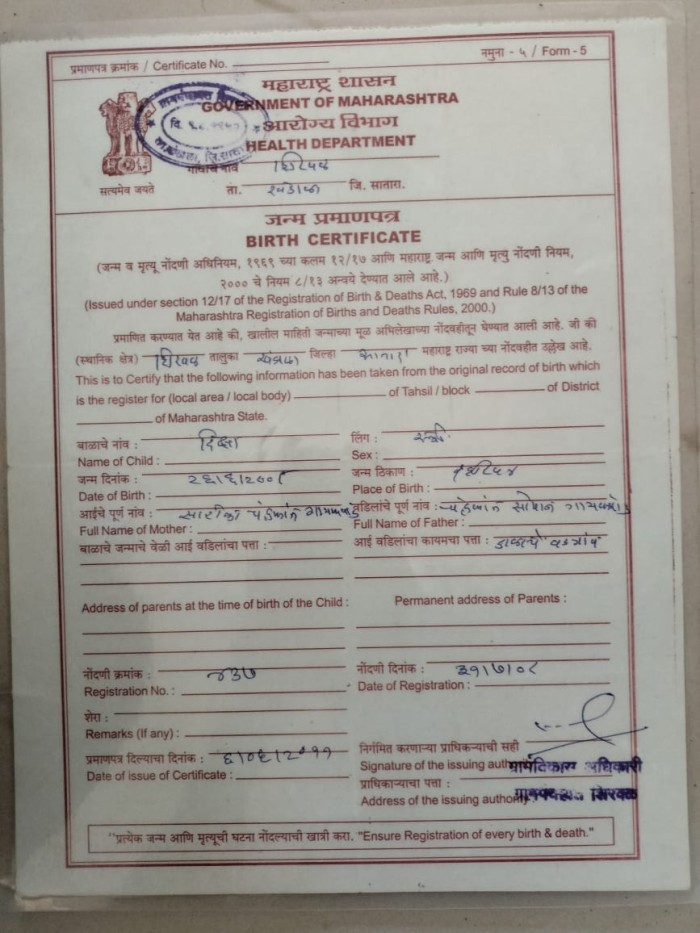 प्रमाणपत्र क्रमांक / Certificate No.
नमुना - ५ / Form - 5
महाराष्ट्र शासन
GOVERNMENT OF MAHARASHTRA
आरोग्य विभाग
HEALTH DEPARTMENT
गावाचे नांव शिरवळ
सत्यमेव जयते
ता. खंडाळा जि. सातारा.
जन्म प्रमाणपत्र
BIRTH CERTIFICATE
(जन्म व मृत्यू नोंदणी अधिनियम, १९६९ च्या कलम १२/१७ आणि महाराष्ट्र जन्म आणि मृत्यु नोंदणी नियम,
२००० चे नियम ८/१३ अन्वये देण्यात आले आहे.)
(Issued under section 12/17 of the Registration of Birth & Deaths Act, 1969 and Rule 8/13 of the
Maharashtra Registration of Births and Deaths Rules, 2000.)
प्रमाणित करण्यात येत आहे की, खालील माहिती जन्माच्या मूळ अभिलेखाच्या नोंदवहीतून घेण्यात आली आहे. जी की
(स्थानिक क्षेत्र) शिरवळ तालुका खंडाळा जिल्हा सातारा महाराष्ट्र राज्या च्या नोंदवहीत उल्लेख आहे.
This is to Certify that the following information has been taken from the original record of birth which
is the register for (local area / local body) of Tahsil / block of District
of Maharashtra State.
बाळाचे नांव : दिक्षा
लिंग : स्त्री
Name of Child :
Sex :
जन्म दिनांक :
जन्म ठिकाण : शिरवळ
Date of Birth :
Place of Birth :
आईचे पूर्ण नांव : गायकवाड
वडिलांचे पूर्ण नांव : गायकवाड
Full Name of Mother :
Full Name of Father :
बाळाचे जन्माचे वेळी आई वडिलांचा पत्ता :
आई वडिलांचा कायमचा पत्ता :
Address of parents at the time of birth of the Child :
Permanent address of Parents :
नोंदणी क्रमांक : ४३७
नोंदणी दिनांक :
Registration No. :
Date of Registration :
शेरा :
Remarks (If any) :
प्रमाणपत्र दिल्याचा दिनांक :
Date of issue of Certificate :
निर्गमित करणाऱ्या प्राधिकाऱ्याची सही
Signature of the issuing authority
ग्रामविकास अधिकारी
प्राधिकाऱ्याचा पत्ता :
Address of the issuing authority
ग्रामपंचायत शिरवळ
"प्रत्येक जन्म आणि मृत्यूची घटना नोंदल्याची खात्री करा. "Ensure Registration of every birth & death."